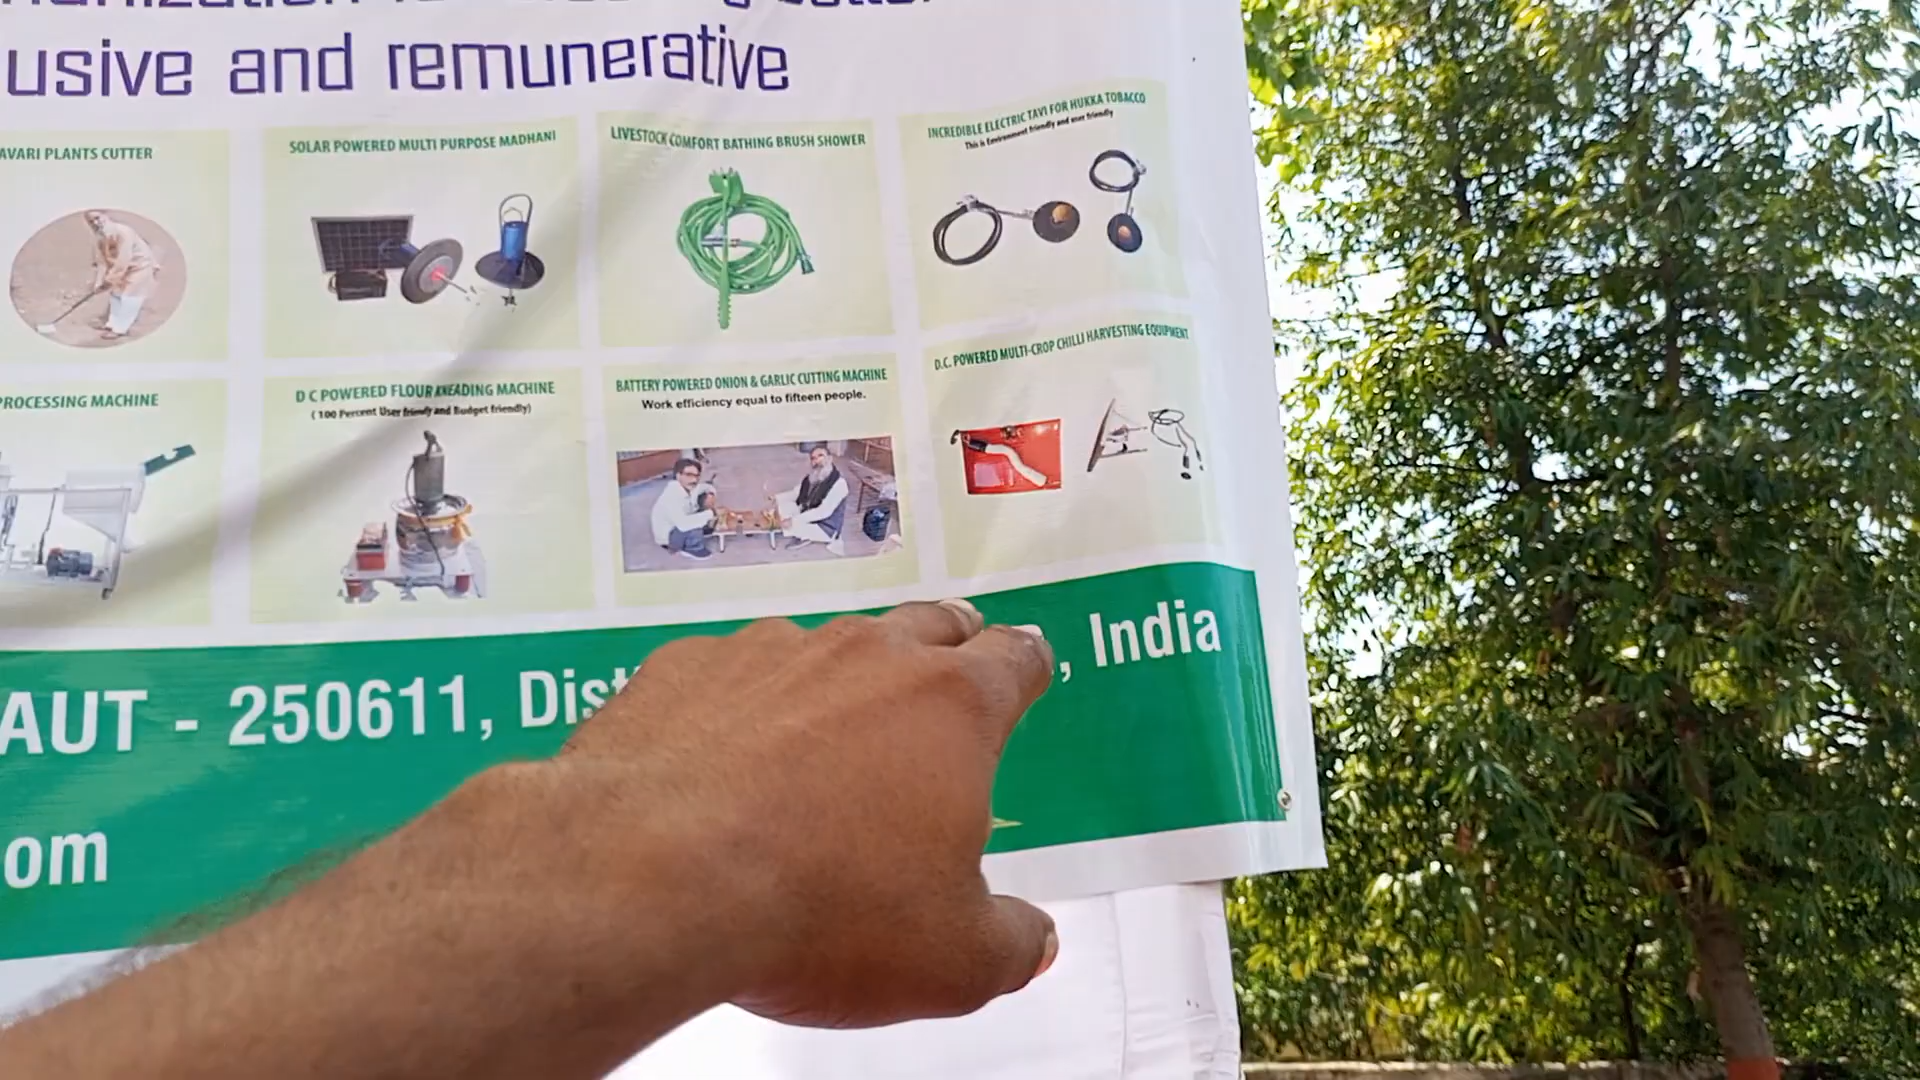 usive and remunerative
AVARI PLANTS CUTTER
SOLAR POWERED MULTI PURPOSE MADHANI
LIVESTOCK COMFORT BATHING BRUSH SHOWER
INCREDIBLE ELECTRIC TAVI FOR HUKKA TOBACCO
This is Environment friendly and user friendly
PROCESSING MACHINE
D C POWERED FLOUR KNEADING MACHINE
( 100 Percent User friendly and Budget friendly)
BATTERY POWERED ONION & GARLIC CUTTING MACHINE
Work efficiency equal to fifteen people.
D.C. POWERED MULTI-CROP CHILLI HARVESTING EQUIPMENT
AUT - 250611, Dist , India
om